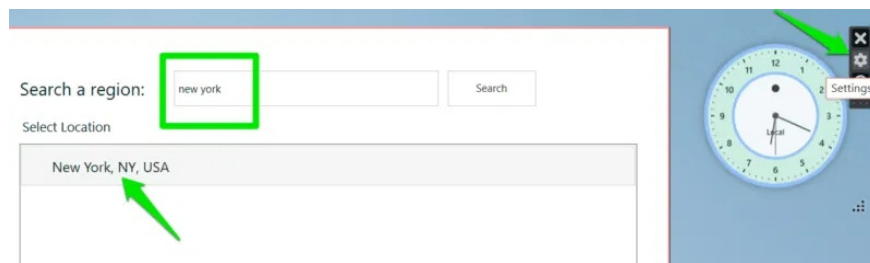 Search a region:
new york
Search
Select Location
New York, NY, USA
Settings
12
1
2
3
4
5
6
7
8
9
10
11
Local